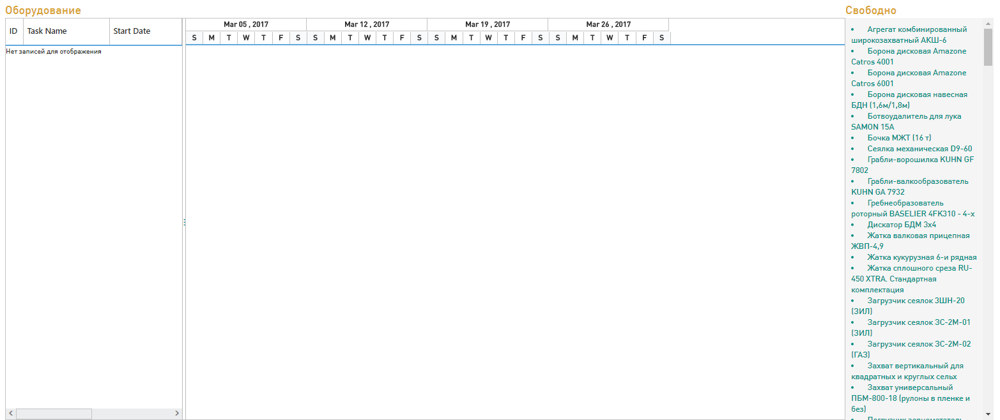 Оборудование
ID Task Name Start Date
Нет записей для отображения
Mar 05 , 2017 Mar 12 , 2017 Mar 19 , 2017 Mar 26 , 2017
S M T W T F S S M T W T F S S M T W T F S S M T W T F S
Свободно
• Агрегат комбинированный
широкозахватный АКШ-6
• Борона дисковая Amazone
Catros 4001
• Борона дисковая Amazone
Catros 6001
• Борона дисковая навесная
БДН (1,6м/1,8м)
• Ботвоудалитель для лука
SAMON 15A
• Бочка МЖТ (16 т)
• Сеялка механическая D9-60
• Грабли-ворошилка KUHN GF
7802
• Грабли-валкообразователь
KUHN GA 7932
• Гребнеобразователь
роторный BASELIER 4FK310 - 4-х
• Дискатор БДМ 3х4
• Жатка валковая прицепная
ЖВП-4,9
• Жатка кукурузная 6-и рядная
• Жатка сплошного среза RU-
450 XTRA. Стандартная
комплектация
• Загрузчик сеялок ЗШН-20
(ЗИЛ)
• Загрузчик сеялок ЗС-2М-01
(ЗИЛ)
• Загрузчик сеялок ЗС-2М-02
(ГАЗ)
• Захват вертикальный для
квадратных и круглых сельх
• Захват универсальный
ПБМ-800-18 (рулоны в пленке и
без)